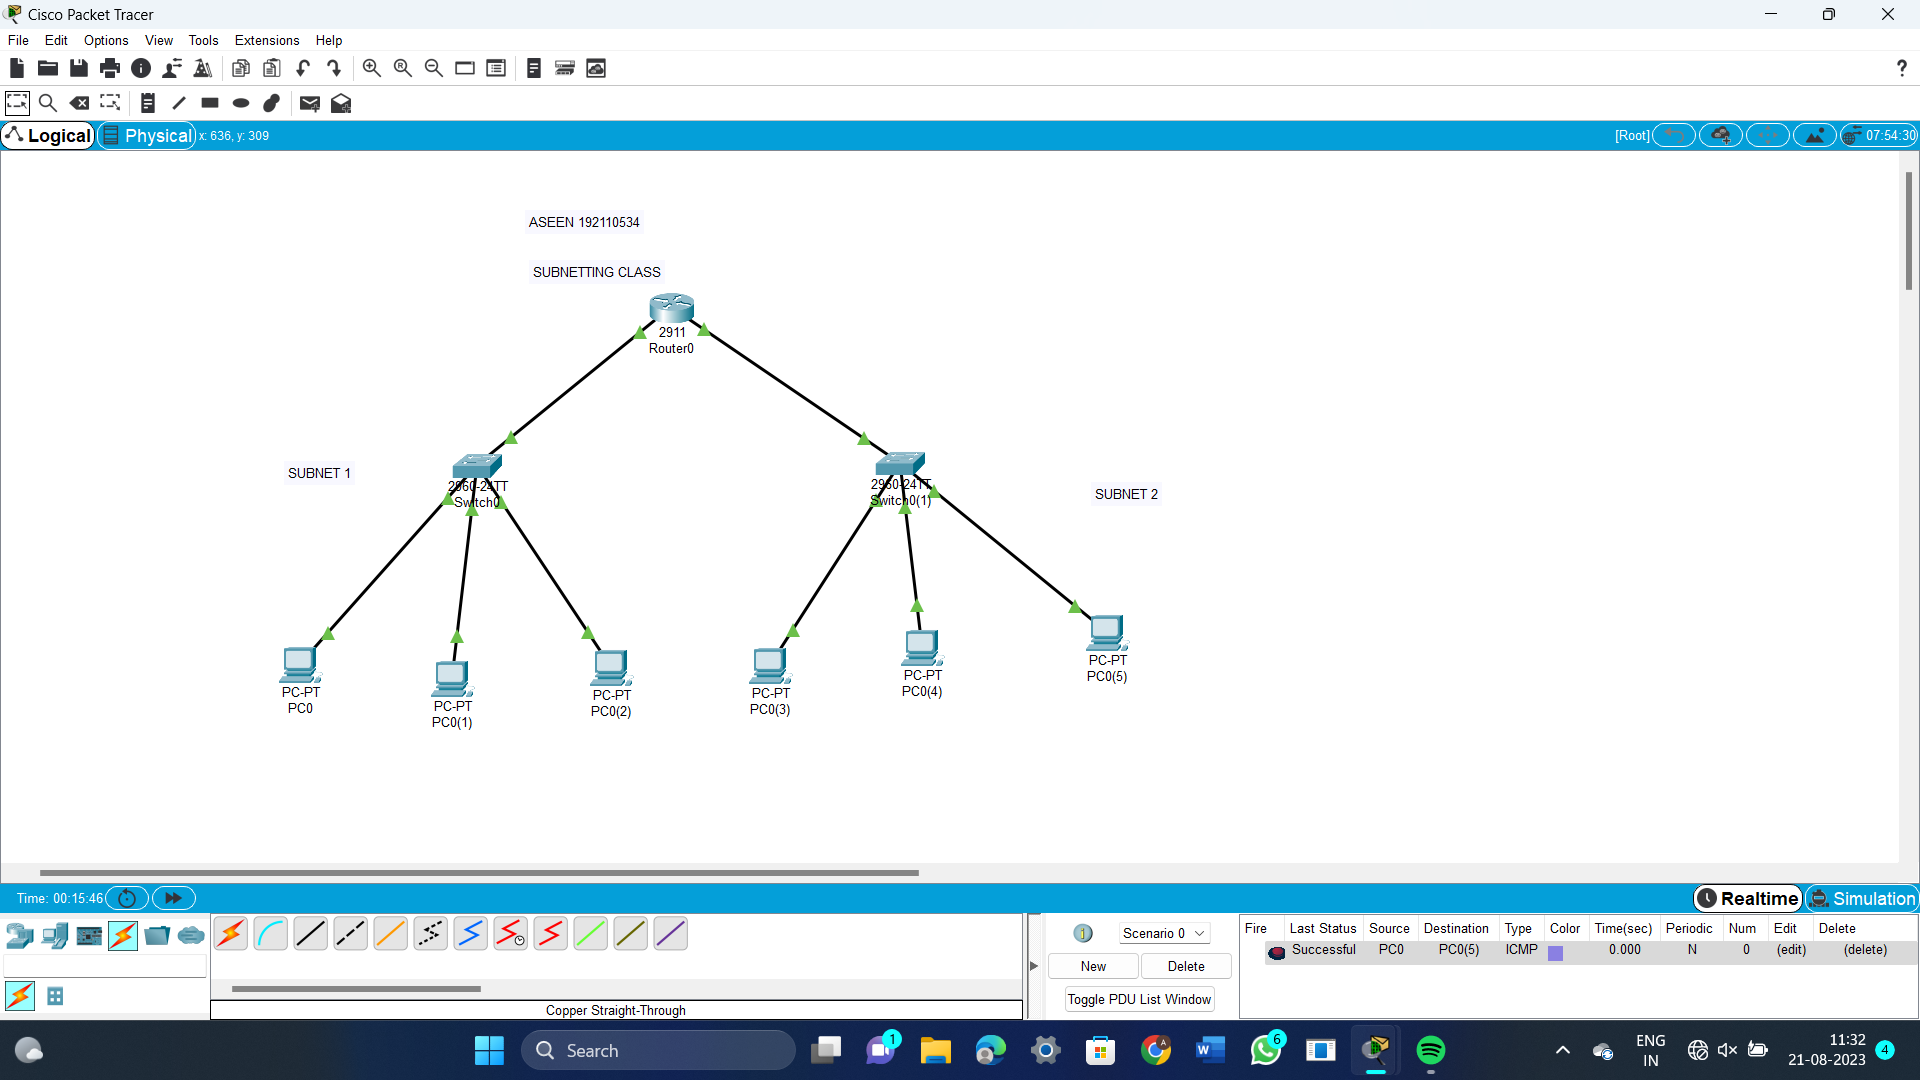 Cisco Packet Tracer
File Edit Options View Tools Extensions Help
?
Logical Physical x: 636, y: 309 [Root] 07:54:30
ASEEN 192110534
SUBNETTING CLASS
2911
Router0
SUBNET 1
2960-24TT
Switch0
2960-24TT
Switch0(1)
SUBNET 2
PC-PT
PC0
PC-PT
PC0(1)
PC-PT
PC0(2)
PC-PT
PC0(3)
PC-PT
PC0(4)
PC-PT
PC0(5)
Time: 00:15:46 Realtime Simulation
Scenario 0
New Delete
Toggle PDU List Window
Fire Last Status Source Destination Type Color Time(sec) Periodic Num Edit Delete
Successful PC0 PC0(5) ICMP 0.000 N 0 (edit) (delete)
Copper Straight-Through
Search
1
6
ENG
IN
11:32
21-08-2023
4